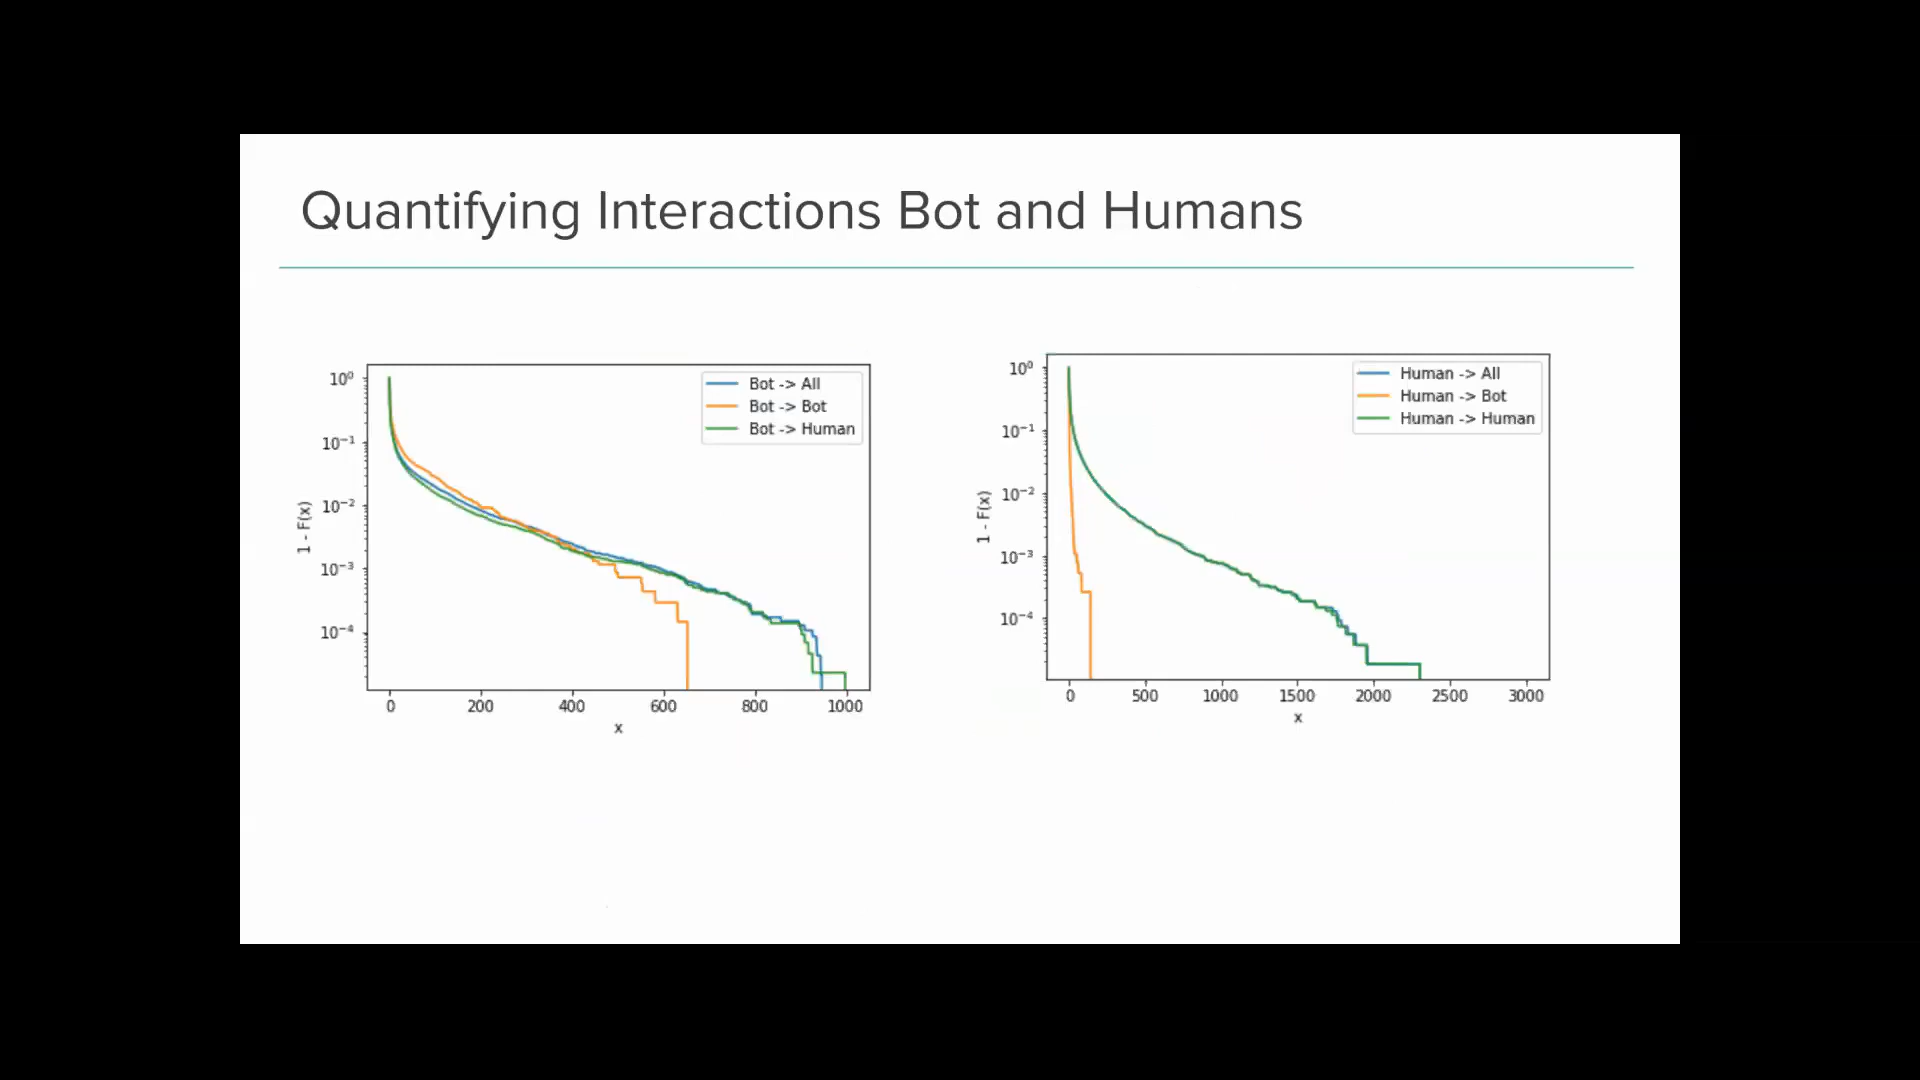 Quantifying Interactions Bot and Humans
10⁰
10⁻¹
10⁻²
10⁻³
10⁻⁴
1 - F(x)
Bot -> All
Bot -> Bot
Bot -> Human
0 200 400 600 800 1000
x
10⁰
10⁻¹
10⁻²
10⁻³
10⁻⁴
1 - F(x)
Human -> All
Human -> Bot
Human -> Human
0 500 1000 1500 2000 2500 3000
x